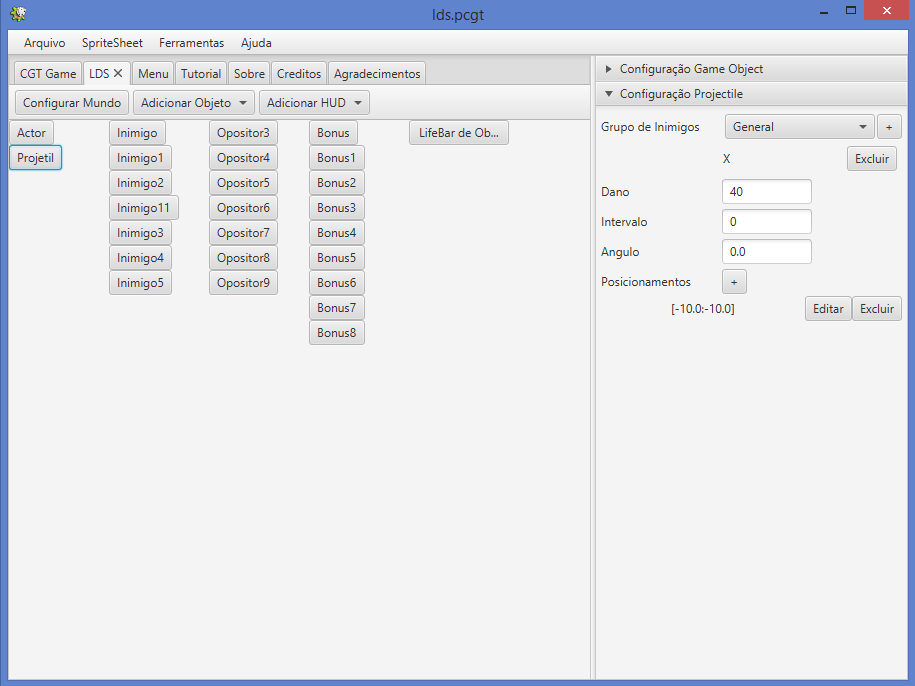 lds.pcgt
Arquivo SpriteSheet Ferramentas Ajuda
CGT Game LDS Menu Tutorial Sobre Creditos Agradecimentos
Configurar Mundo Adicionar Objeto Adicionar HUD
Actor Inimigo Opositor3 Bonus LifeBar de Ob...
Projetil Inimigo1 Opositor4 Bonus1
Inimigo2 Opositor5 Bonus2
Inimigo11 Opositor6 Bonus3
Inimigo3 Opositor7 Bonus4
Inimigo4 Opositor8 Bonus5
Inimigo5 Opositor9 Bonus6
Bonus7
Bonus8
Configuração Game Object
Configuração Projectile
Grupo de Inimigos General +
X Excluir
Dano 40
Intervalo 0
Angulo 0.0
Posicionamentos +
[-10.0:-10.0] Editar Excluir